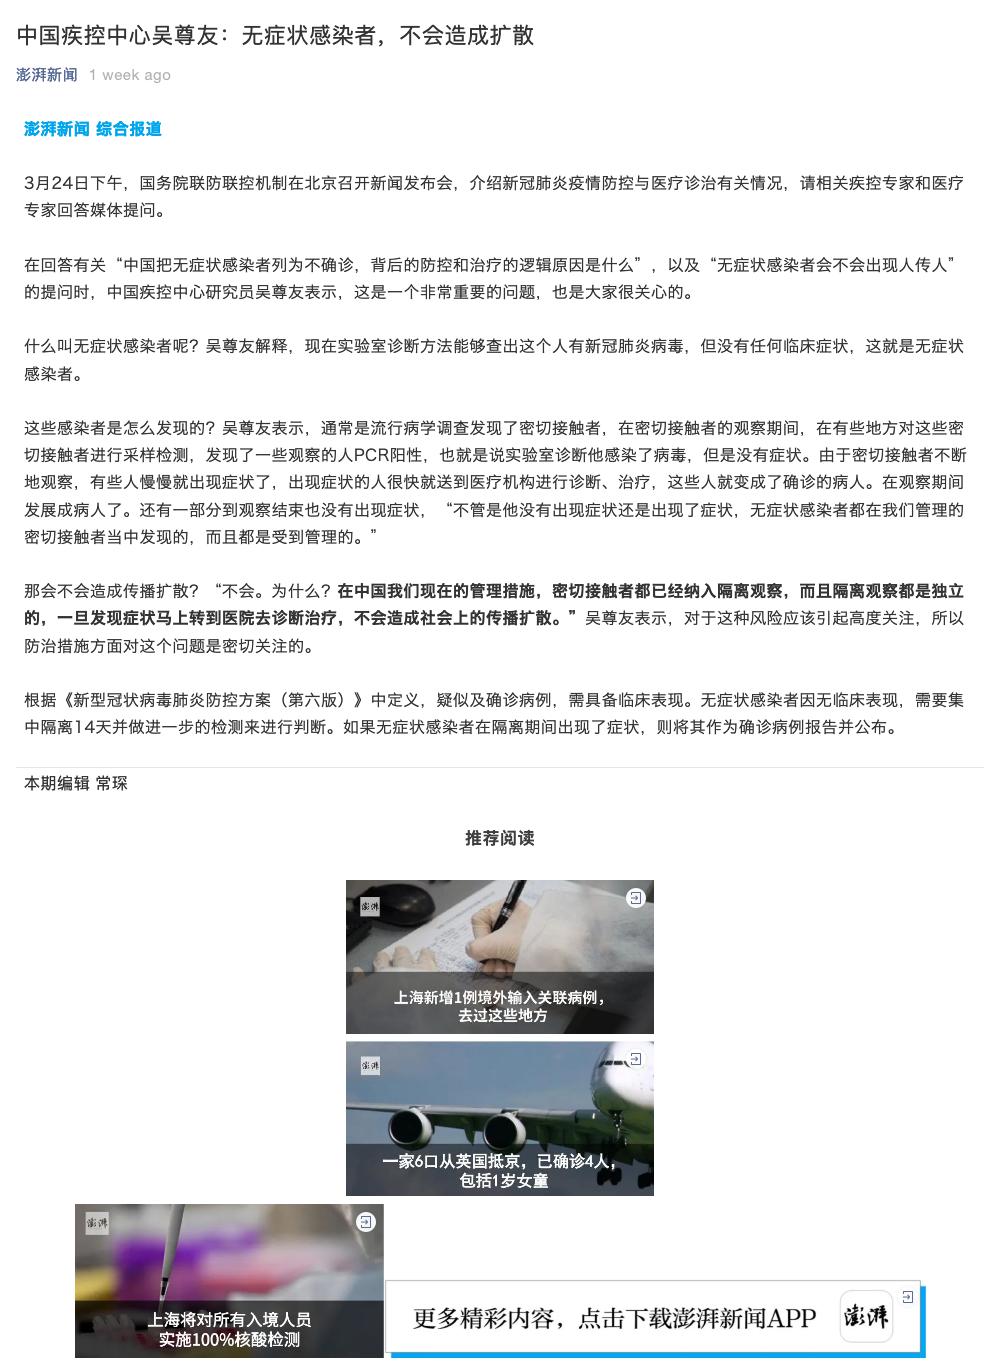 中国疾控中心吴尊友：无症状感染者，不会造成扩散
澎湃新闻 1 week ago
澎湃新闻 综合报道
3月24日下午，国务院联防联控机制在北京召开新闻发布会，介绍新冠肺炎疫情防控与医疗诊治有关情况，请相关疾控专家和医疗
专家回答媒体提问。
在回答有关“中国把无症状感染者列为不确诊，背后的防控和治疗的逻辑原因是什么”，以及“无症状感染者会不会出现人传人”
的提问时，中国疾控中心研究员吴尊友表示，这是一个非常重要的问题，也是大家很关心的。
什么叫无症状感染者呢？吴尊友解释，现在实验室诊断方法能够查出这个人有新冠肺炎病毒，但没有任何临床症状，这就是无症状
感染者。
这些感染者是怎么发现的？吴尊友表示，通常是流行病学调查发现了密切接触者，在密切接触者的观察期间，在有些地方对这些密
切接触者进行采样检测，发现了一些观察的人PCR阳性，也就是说实验室诊断他感染了病毒，但是没有症状。由于密切接触者不断
地观察，有些人慢慢就出现症状了，出现症状的人很快就送到医疗机构进行诊断、治疗，这些人就变成了确诊的病人。在观察期间
发展成病人了。还有一部分到观察结束也没有出现症状，“不管是他没有出现症状还是出现了症状，无症状感染者都在我们管理的
密切接触者当中发现的，而且都是受到管理的。”
那会不会造成传播扩散？“不会。为什么？在中国我们现在的管理措施，密切接触者都已经纳入隔离观察，而且隔离观察都是独立
的，一旦发现症状马上转到医院去诊断治疗，不会造成社会上的传播扩散。”吴尊友表示，对于这种风险应该引起高度关注，所以
防治措施方面对这个问题是密切关注的。
根据《新型冠状病毒肺炎防控方案（第六版）》中定义，疑似及确诊病例，需具备临床表现。无症状感染者因无临床表现，需要集
中隔离14天并做进一步的检测来进行判断。如果无症状感染者在隔离期间出现了症状，则将其作为确诊病例报告并公布。
本期编辑 常琛
推荐阅读
澎湃
上海新增1例境外输入关联病例，
去过这些地方
澎湃
一家6口从英国抵京，已确诊4人，
包括1岁女童
澎湃
上海将对所有入境人员
实施100%核酸检测
更多精彩内容，点击下载澎湃新闻APP
澎湃